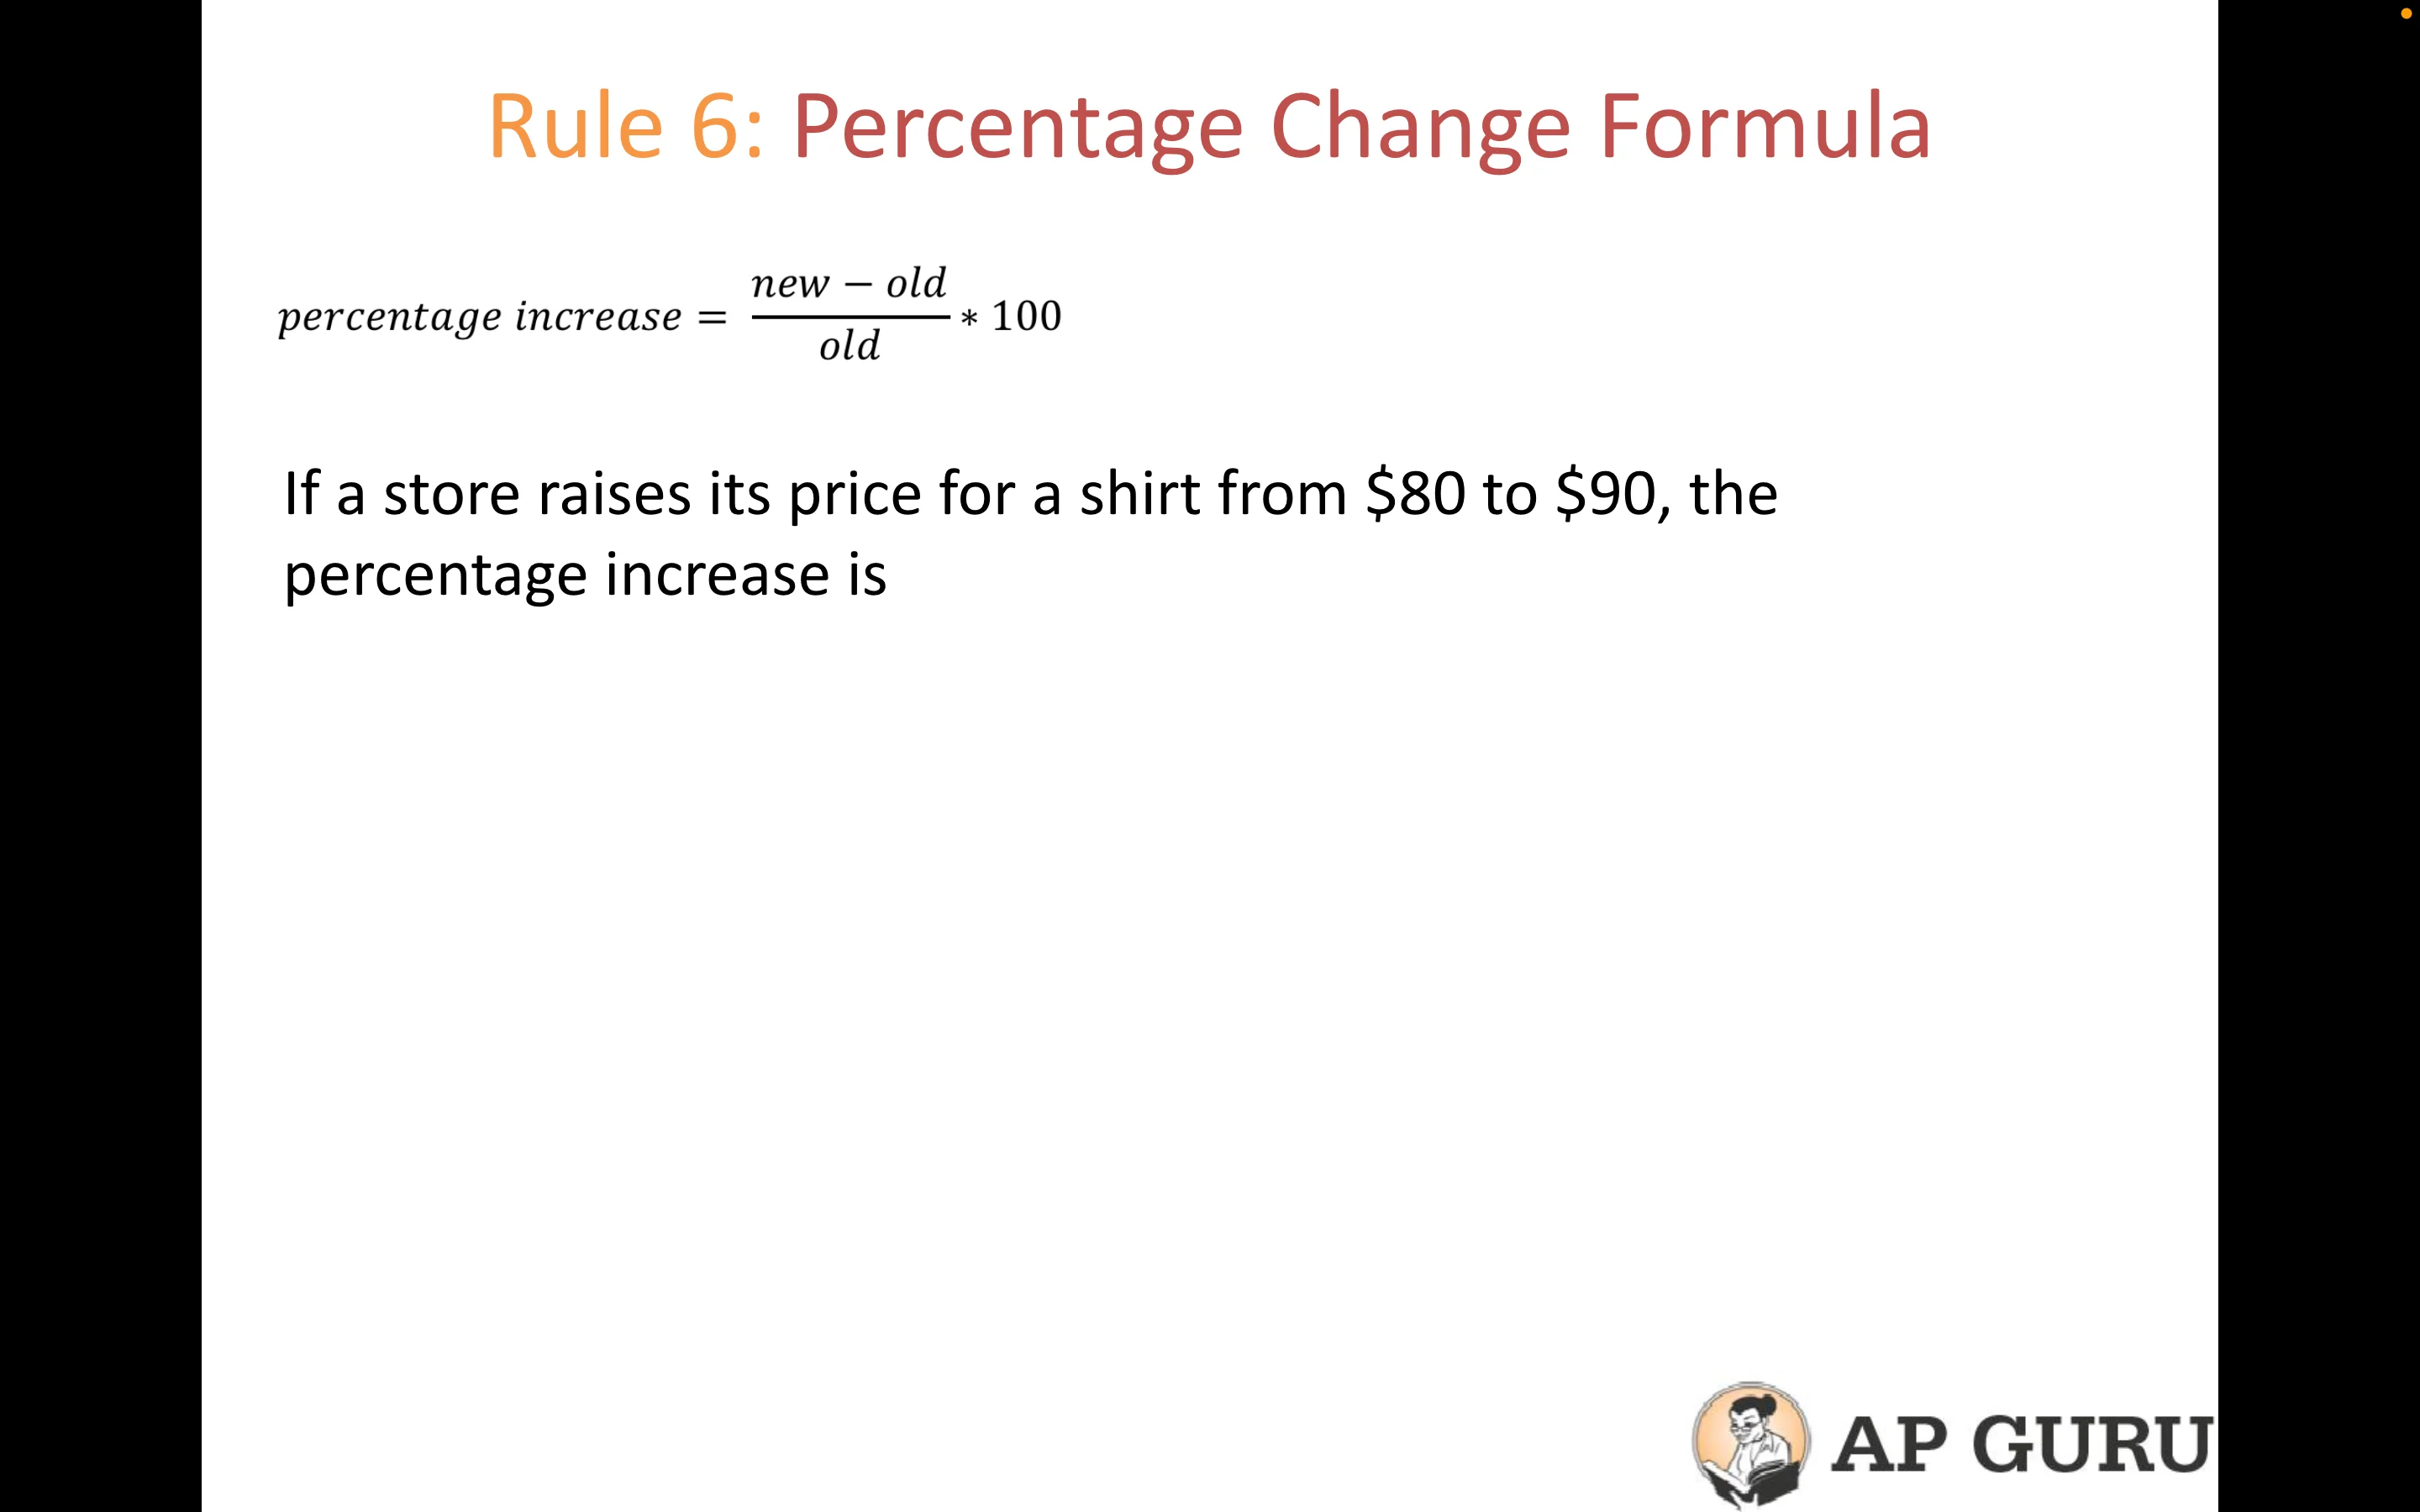 Rule 6: Percentage Change Formula
percentage increase = \frac{new − old}{old} * 100
If a store raises its price for a shirt from $80 to $90, the
percentage increase is
AP GURU